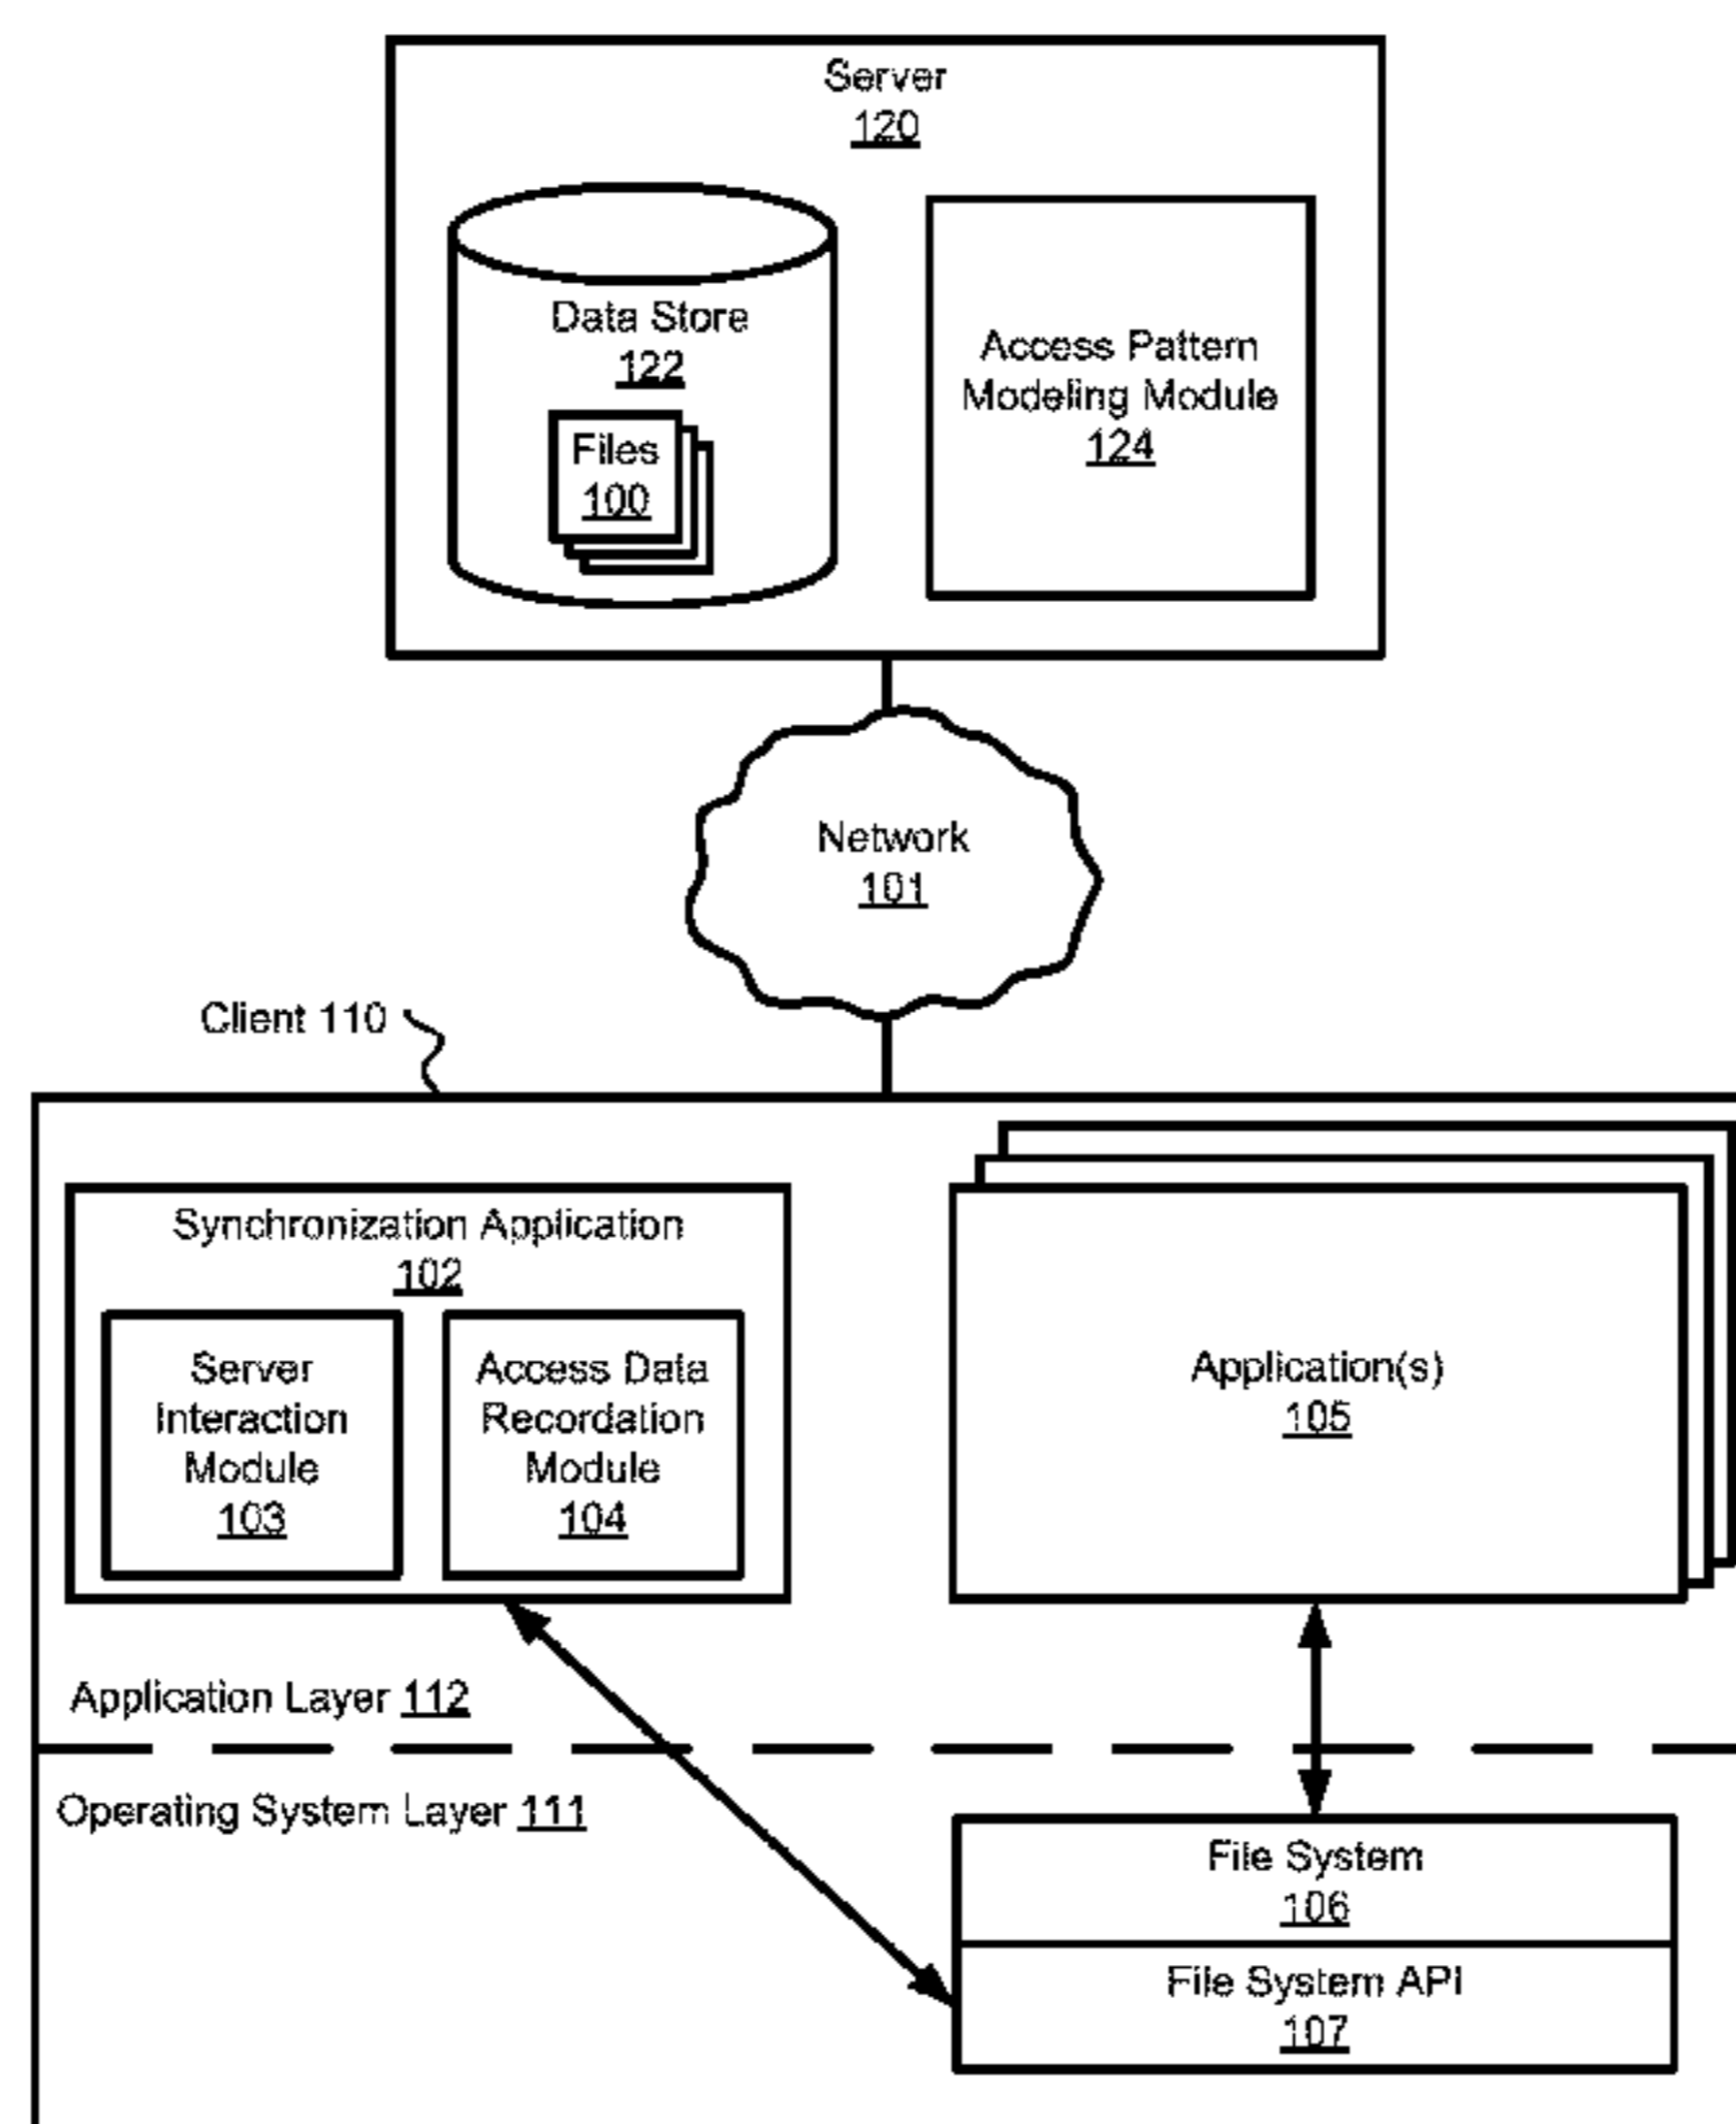 Server
120
Data Store
122
Files
100
Access Pattern
Modeling Module
124
Network
101
Client 110
Synchronization Application
102
Server
Interaction
Module
103
Access Data
Recordation
Module
104
Application(s)
105
Application Layer 112
Operating System Layer 111
File System
106
File System API
107